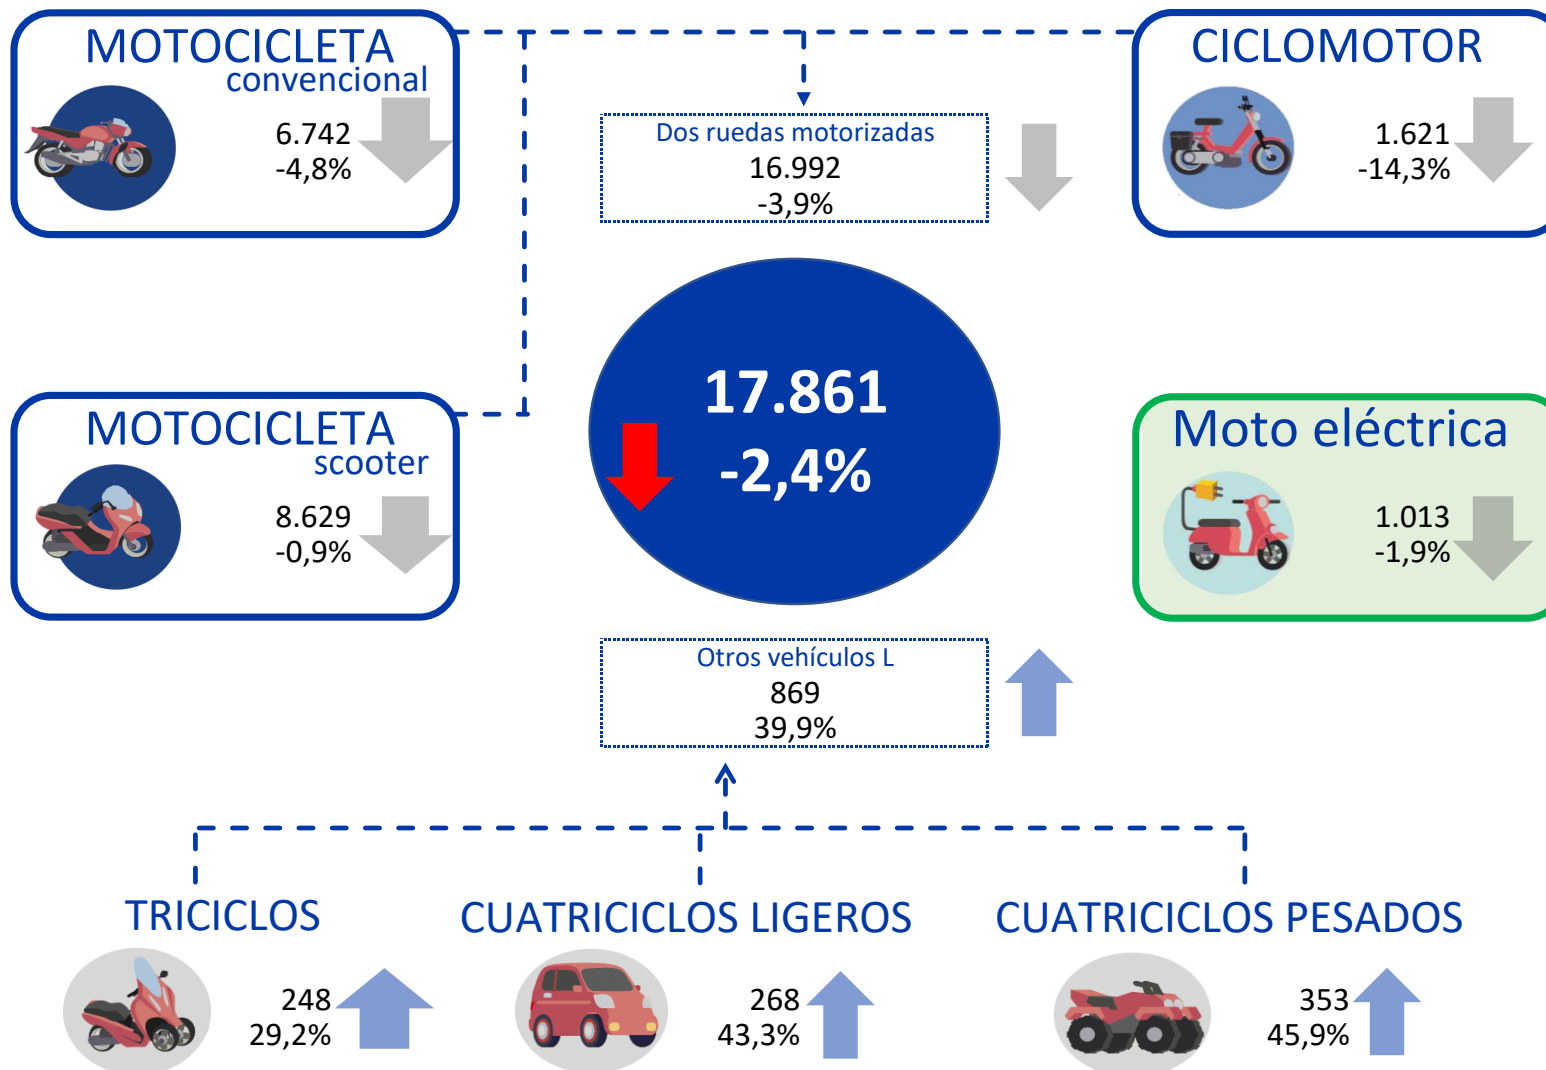 MOTOCICLETA
convencional
6.742
-4,8%
Dos ruedas motorizadas
16.992
-3,9%
CICLOMOTOR
1.621
-14,3%
17.861
-2,4%
MOTOCICLETA
scooter
8.629
-0,9%
Moto eléctrica
1.013
-1,9%
Otros vehículos L
869
39,9%
TRICICLOS
248
29,2%
CUATRICICLOS LIGEROS
268
43,3%
CUATRICICLOS PESADOS
353
45,9%